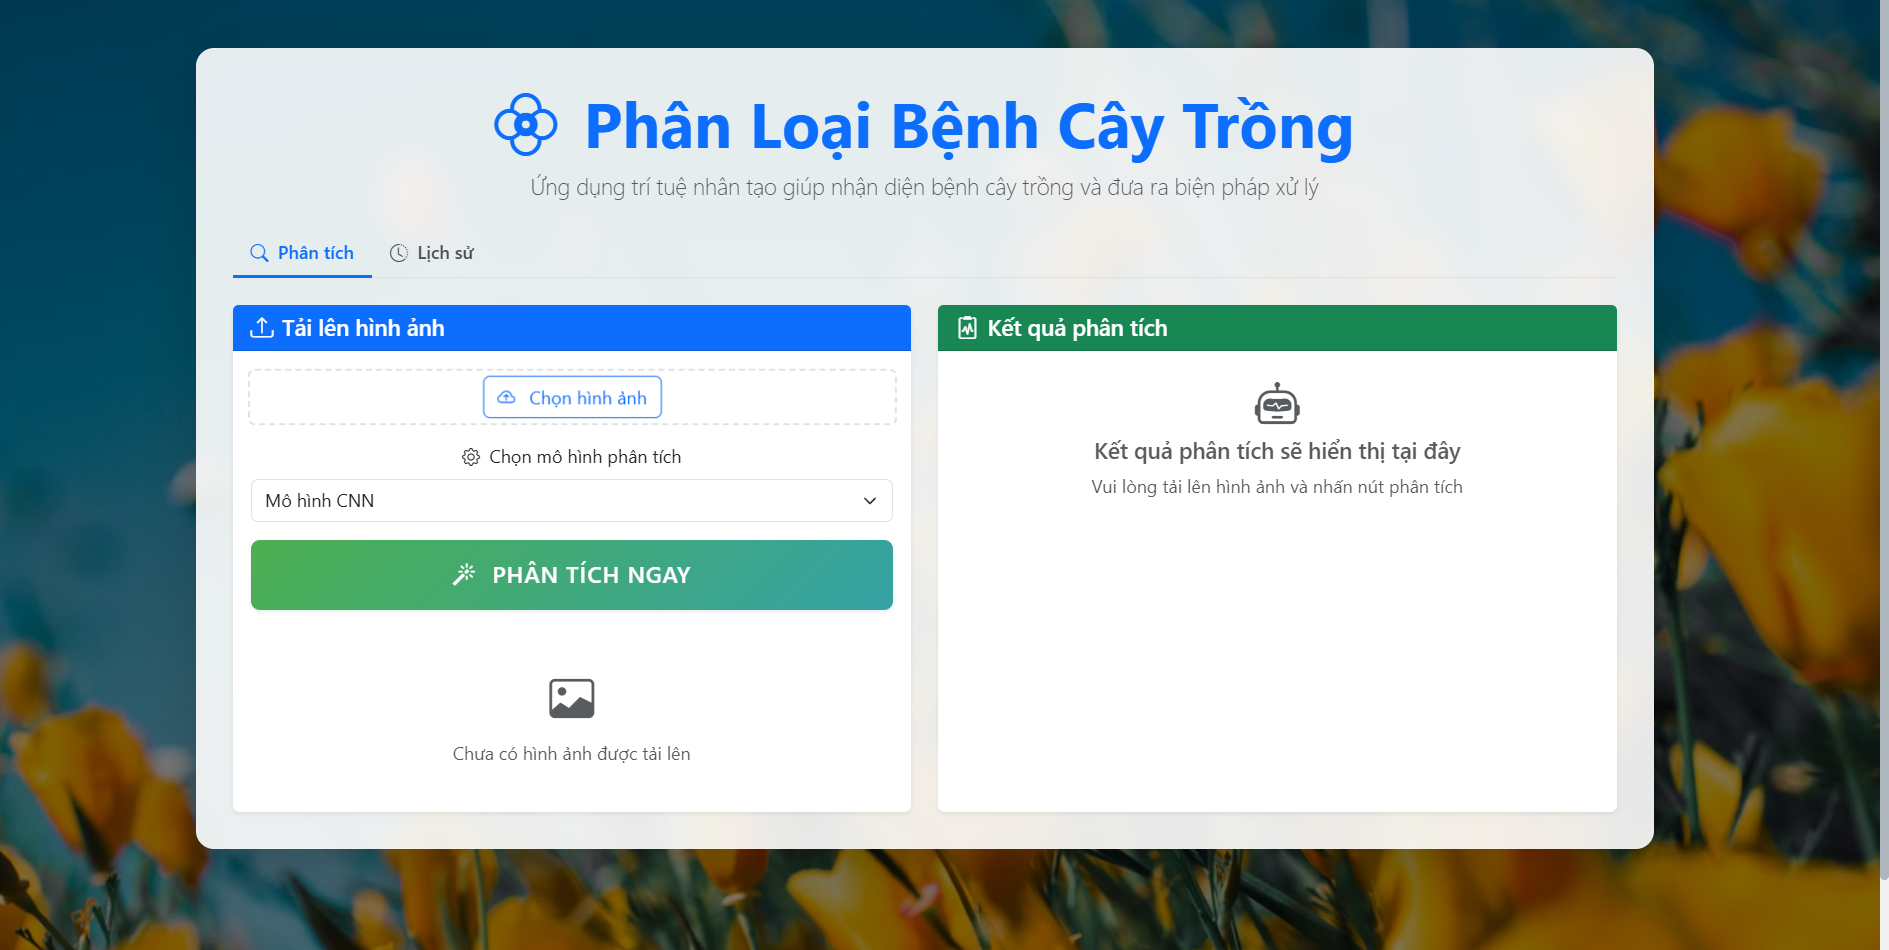 Phân Loại Bệnh Cây Trồng
Ứng dụng trí tuệ nhân tạo giúp nhận diện bệnh cây trồng và đưa ra biện pháp xử lý
Phân tích
Lịch sử
Tải lên hình ảnh
Chọn hình ảnh
Chọn mô hình phân tích
Mô hình CNN
PHÂN TÍCH NGAY
Chưa có hình ảnh được tải lên
Kết quả phân tích
Kết quả phân tích sẽ hiển thị tại đây
Vui lòng tải lên hình ảnh và nhấn nút phân tích